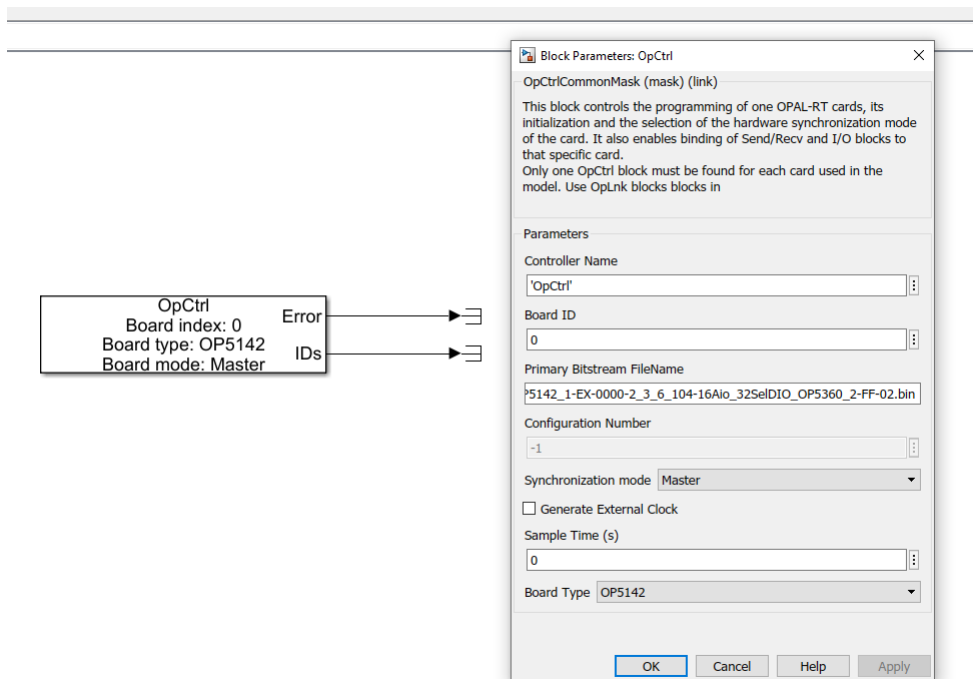 OpCtrl
Board index: 0
Board type: OP5142
Board mode: Master
Error
IDs
Block Parameters: OpCtrl
OpCtrlCommonMask (mask) (link)
This block controls the programming of one OPAL-RT cards, its
initialization and the selection of the hardware synchronization mode
of the card. It also enables binding of Send/Recv and I/O blocks to
that specific card.
Only one OpCtrl block must be found for each card used in the
model. Use OpLnk blocks blocks in
Parameters
Controller Name
'OpCtrl'
Board ID
0
Primary Bitstream FileName
P5142_1-EX-0000-2_3_6_104-16Aio_32SelDIO_OP5360_2-FF-02.bin
Configuration Number
-1
Synchronization mode Master
Generate External Clock
Sample Time (s)
0
Board Type OP5142
OK Cancel Help Apply